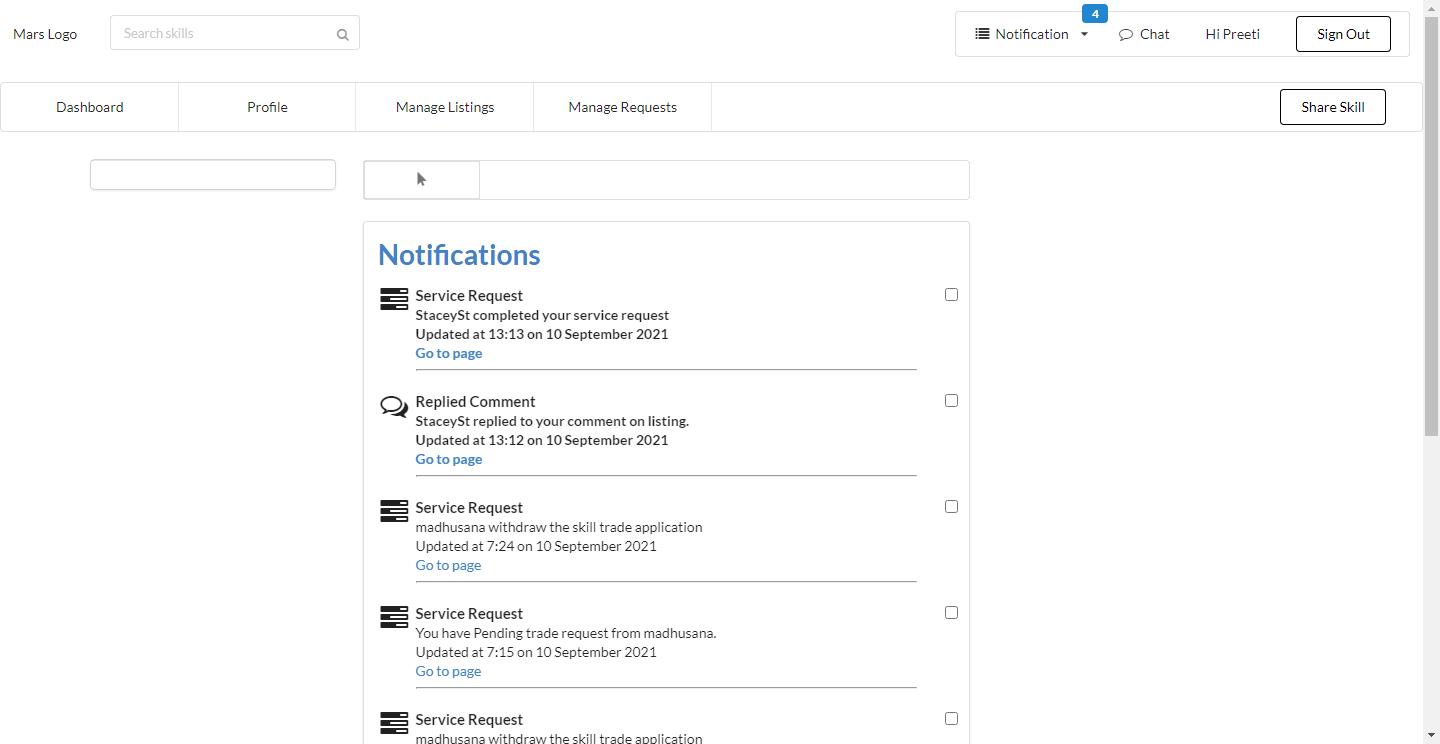 Mars Logo
Search skills
4
Notification
Chat
Hi Preeti
Sign Out
Dashboard
Profile
Manage Listings
Manage Requests
Share Skill
Notifications
Service Request
StaceySt completed your service request
Updated at 13:13 on 10 September 2021
Go to page
Replied Comment
StaceySt replied to your comment on listing.
Updated at 13:12 on 10 September 2021
Go to page
Service Request
madhusana withdraw the skill trade application
Updated at 7:24 on 10 September 2021
Go to page
Service Request
You have Pending trade request from madhusana.
Updated at 7:15 on 10 September 2021
Go to page
Service Request
madhusana withdraw the skill trade application